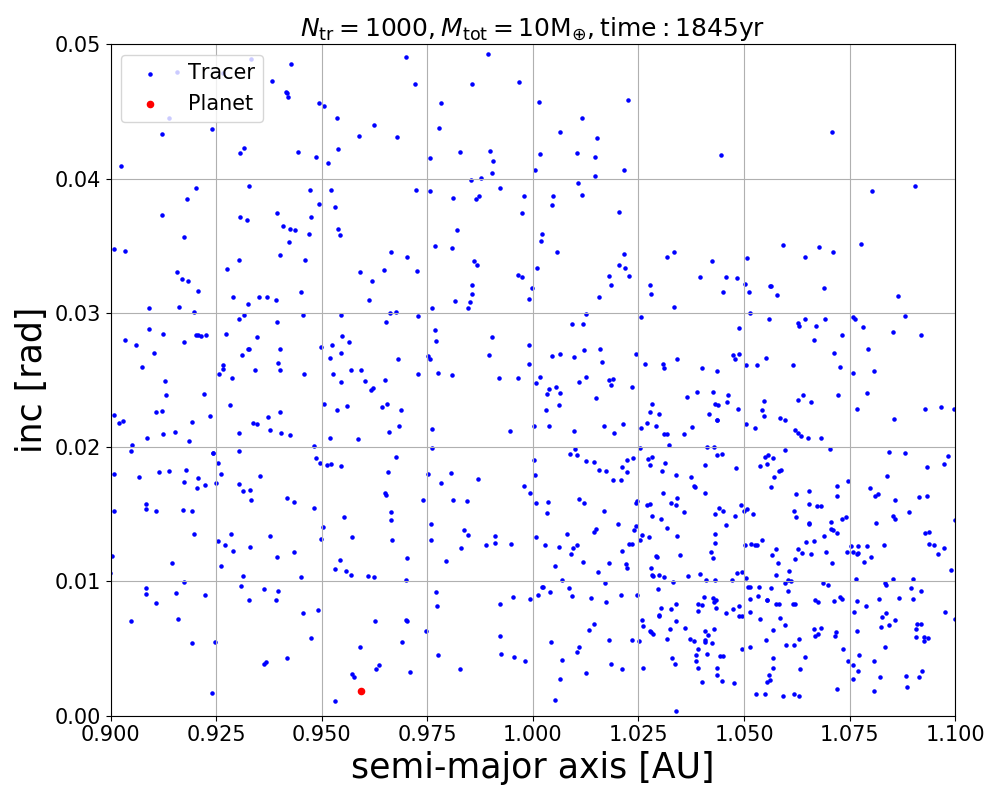 N_tr = 1000, M_tot = 10M_⊕, time : 1845yr
0.05
Tracer
Planet
0.04
0.03
0.02
0.01
0.00
inc [rad]
0.900 0.925 0.950 0.975 1.000 1.025 1.050 1.075 1.100
semi-major axis [AU]